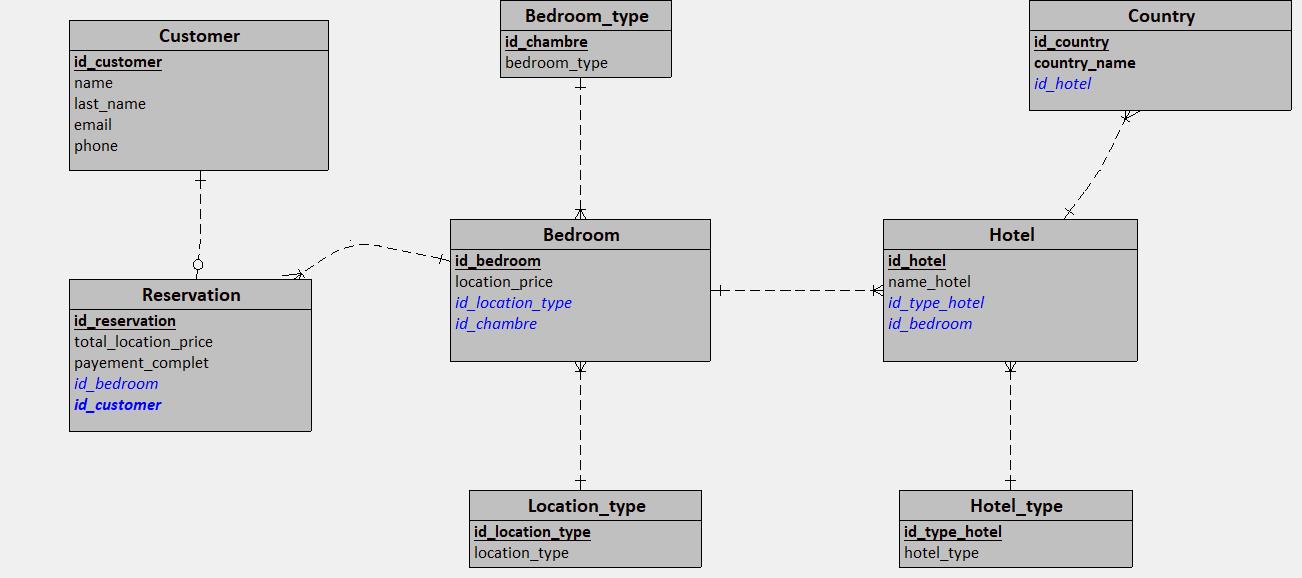 Customer
id_customer
name
last_name
email
phone
Bedroom_type
id_chambre
bedroom_type
Country
id_country
country_name
id_hotel
Reservation
id_reservation
total_location_price
payement_complet
id_bedroom
id_customer
Bedroom
id_bedroom
location_price
id_location_type
id_chambre
Hotel
id_hotel
name_hotel
id_type_hotel
id_bedroom
Location_type
id_location_type
location_type
Hotel_type
id_type_hotel
hotel_type